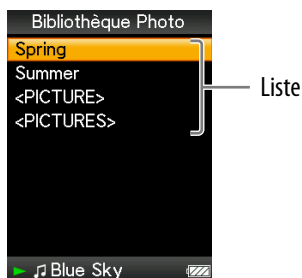 Bibliothèque Photo
Spring
Summer
<PICTURE>
<PICTURES>
Liste
Blue Sky